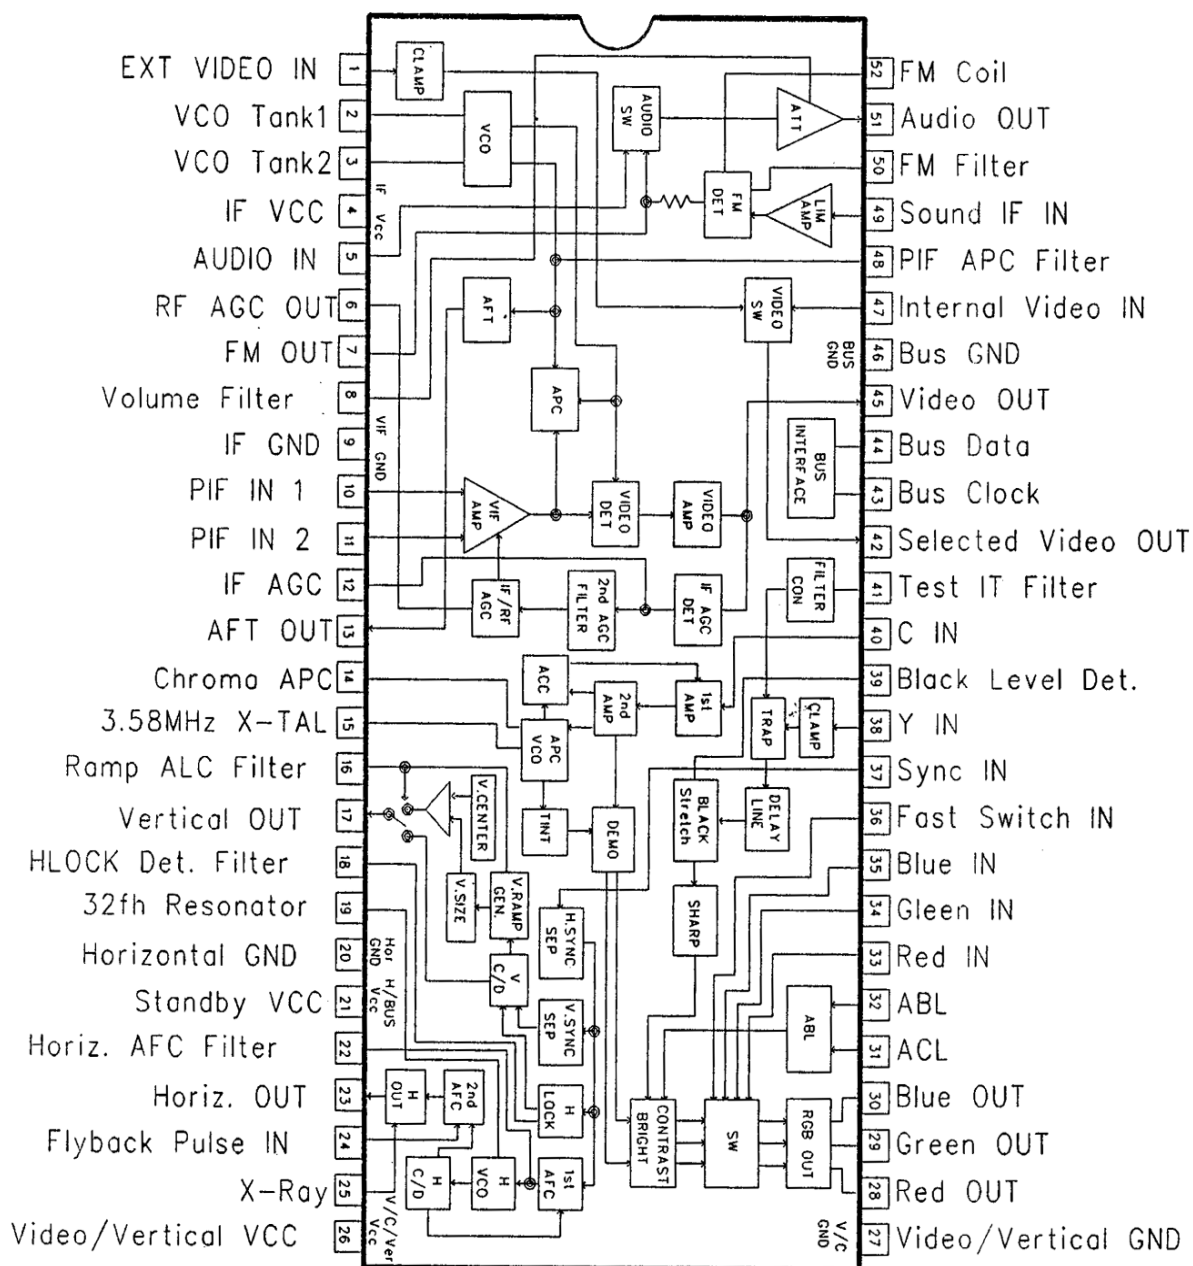 EXT VIDEO IN 1
VCO Tank1 2
VCO Tank2 3
IF VCC 4
AUDIO IN 5
RF AGC OUT 6
FM OUT 7
Volume Filter 8
IF GND 9
PIF IN 1 10
PIF IN 2 11
IF AGC 12
AFT OUT 13
Chroma APC 14
3.58MHz X-TAL 15
Ramp ALC Filter 16
Vertical OUT 17
HLOCK Det. Filter 18
32fh Resonator 19
Horizontal GND 20
Standby VCC 21
Horiz. AFC Filter 22
Horiz. OUT 23
Flyback Pulse IN 24
X-Ray 25
Video/Vertical VCC 26
IF Vcc
VIF GND
Hor GND
H/BUS Vcc
V/C/Ver Vcc
CLAMP
VCO
AUDIO SW
ATT
FM DET
LIM AMP
AFT
VIDEO SW
BUS GND
APC
BUS INTERFACE
VIF AMP
VIDEO DET
VIDEO AMP
FILTER CON
IF/RF AGC
2nd AGC FILTER
IF AGC DET
ACC
2nd AMP
1st AMP
APC VCO
TRAP
CLAMP
V.CENTER
TINT
DEMO
BLACK Stretch
DELAY LINE
V.SIZE
V.RAMP GEN.
H.SYNC SEP
SHARP
V C/D
V.SYNC SEP
ABL
H OUT
2nd AFC
H LOCK
CONTRAST BRIGHT
SW
RGB OUT
H C/D
H VCO
1st AFC
V/C GND
52 FM Coil
51 Audio OUT
50 FM Filter
49 Sound IF IN
48 PIF APC Filter
47 Internal Video IN
46 Bus GND
45 Video OUT
44 Bus Data
43 Bus Clock
42 Selected Video OUT
41 Test IT Filter
40 C IN
39 Black Level Det.
38 Y IN
37 Sync IN
36 Fast Switch IN
35 Blue IN
34 Gleen IN
33 Red IN
32 ABL
31 ACL
30 Blue OUT
29 Green OUT
28 Red OUT
27 Video/Vertical GND